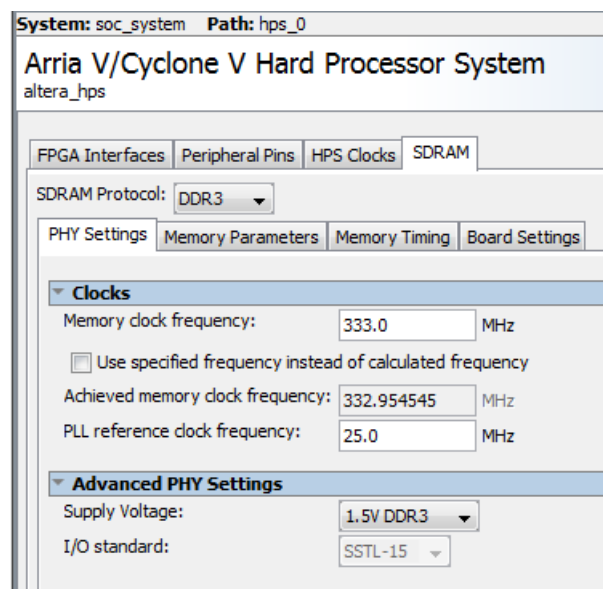 System: soc_system Path: hps_0
Arria V/Cyclone V Hard Processor System
altera_hps
FPGA Interfaces Peripheral Pins HPS Clocks SDRAM
SDRAM Protocol: DDR3
PHY Settings Memory Parameters Memory Timing Board Settings
Clocks
Memory clock frequency: 333.0 MHz
Use specified frequency instead of calculated frequency
Achieved memory clock frequency: 332.954545 MHz
PLL reference clock frequency: 25.0 MHz
Advanced PHY Settings
Supply Voltage: 1.5V DDR3
I/O standard: SSTL-15